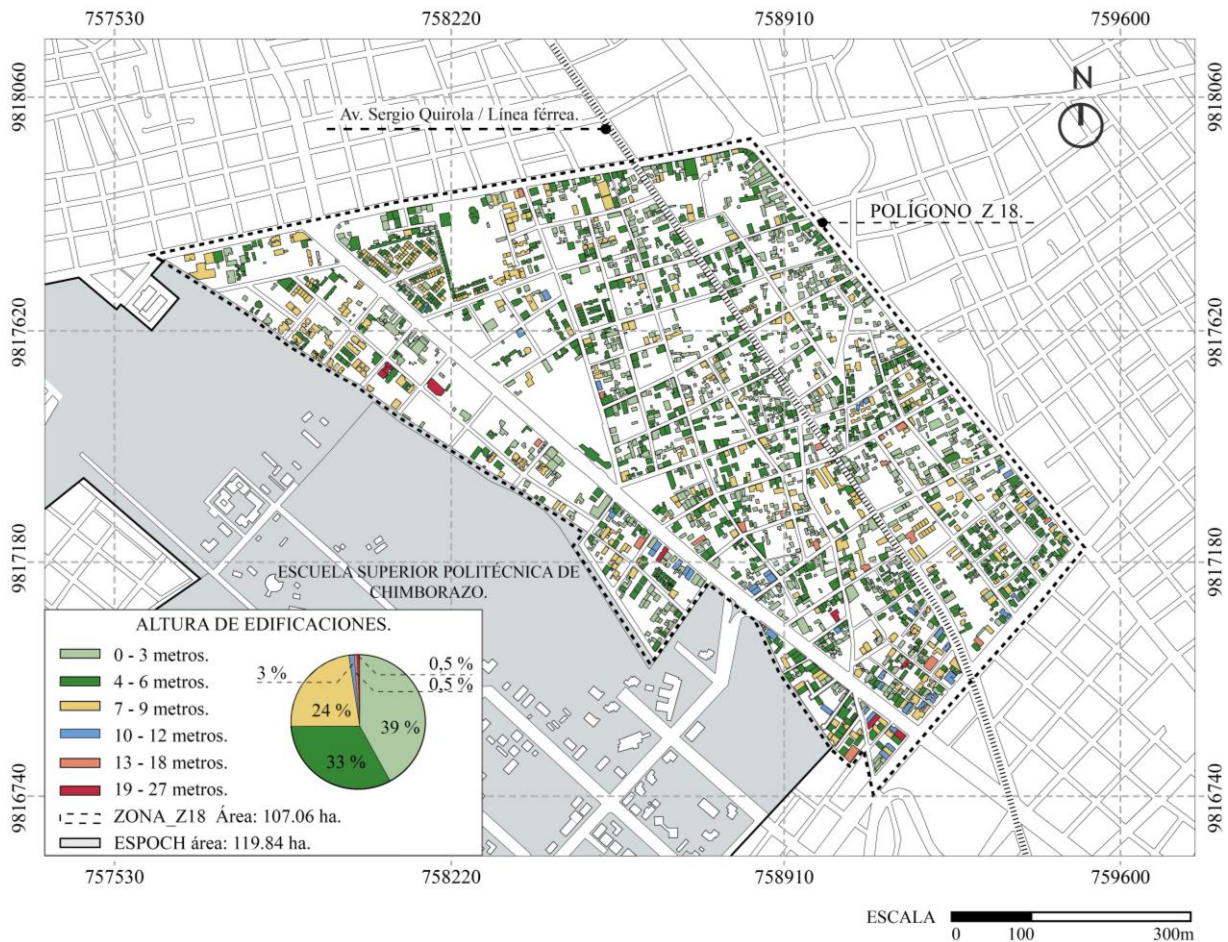 757530 758220 758910 759600
9818060 9818060
N
Av. Sergio Quirola / Línea férrea.
POLÍGONO Z 18.
9817620 9817620
9817180 9817180
ESCUELA SUPERIOR POLITÉCNICA DE
CHIMBORAZO.
ALTURA DE EDIFICACIONES.
0 - 3 metros.
4 - 6 metros.
7 - 9 metros.
10 - 12 metros.
13 - 18 metros.
19 - 27 metros.
ZONA_Z18 Área: 107.06 ha.
ESPOCH área: 119.84 ha.
3 %
0,5 %
0,5 %
24 %
39 %
33 %
9816740 9816740
757530 758220 758910 759600
ESCALA
0 100 300m